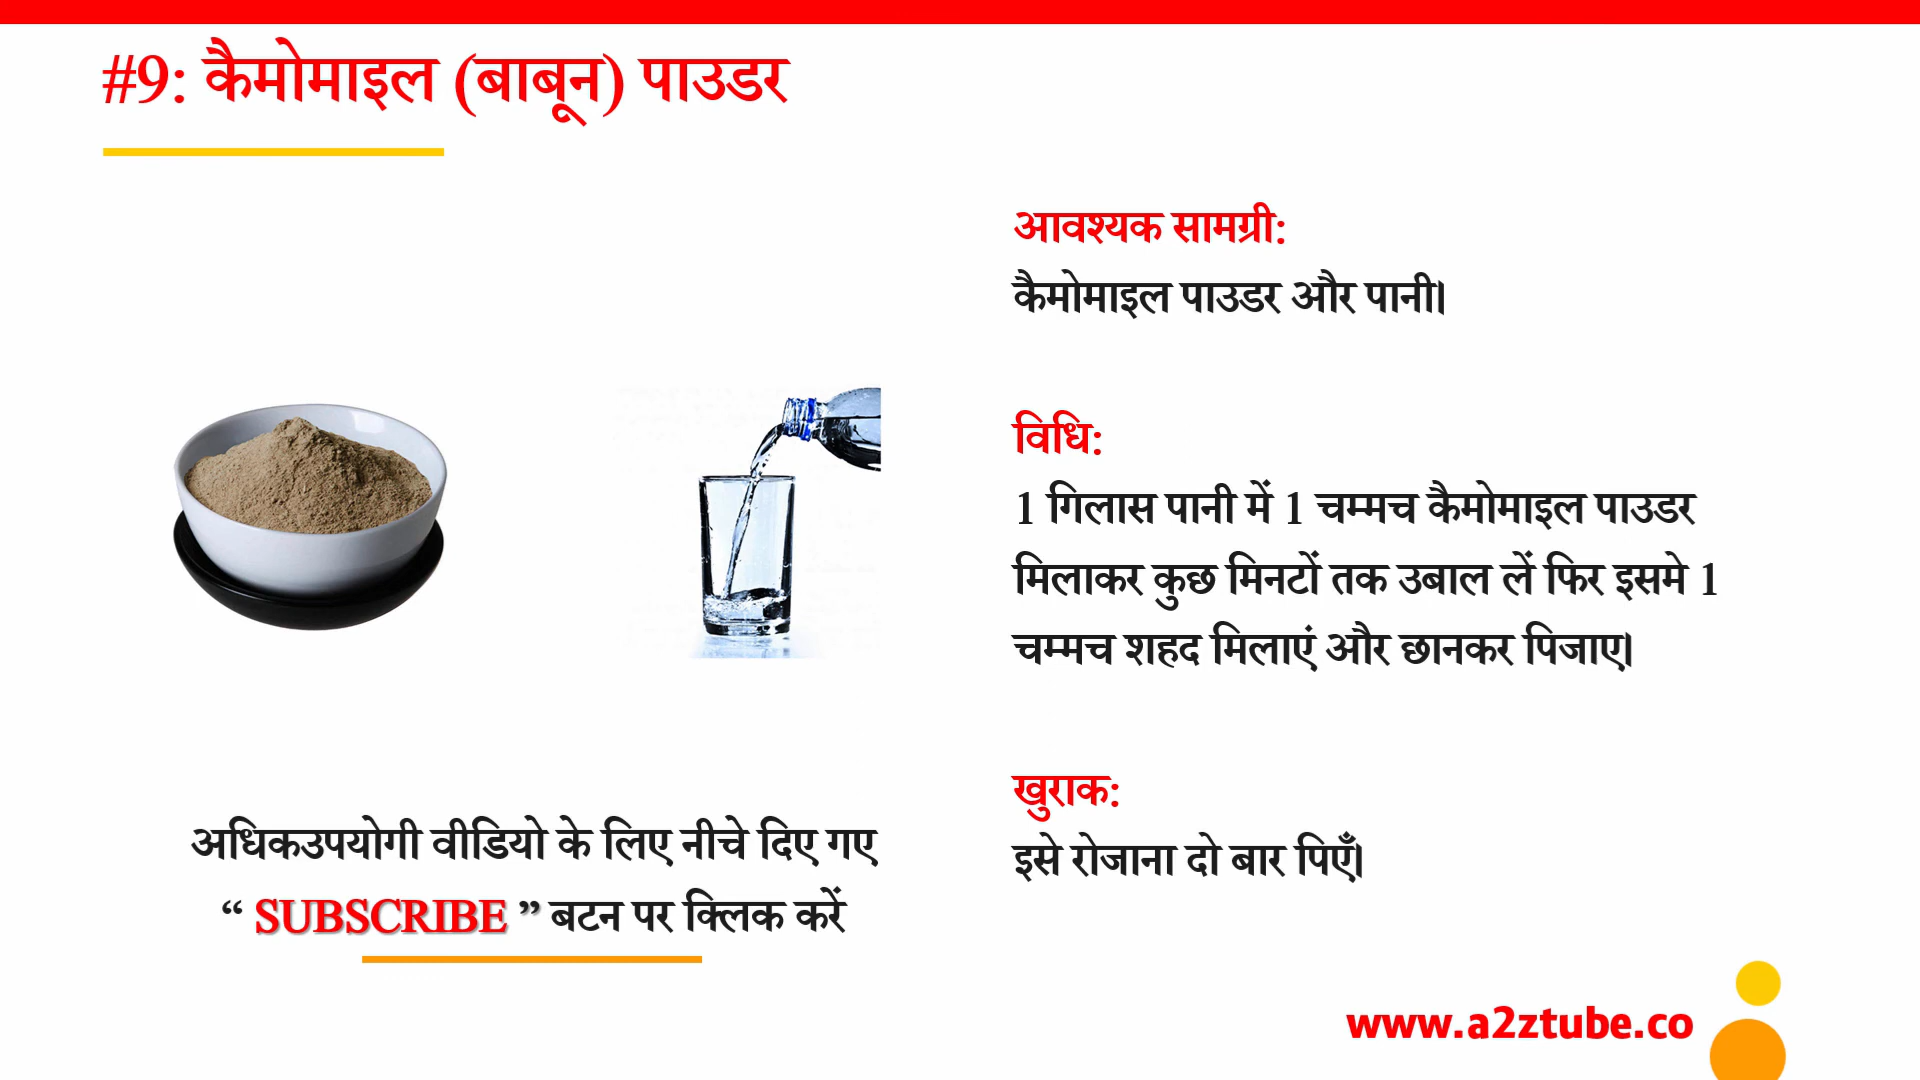 #9: कैमोमाइल (बाबून) पाउडर
आवश्यक सामग्री:
कैमोमाइल पाउडर और पानी।
विधि:
1 गिलास पानी में 1 चम्मच कैमोमाइल पाउडर
मिलाकर कुछ मिनटों तक उबाल लें फिर इसमे 1
चम्मच शहद मिलाएं और छानकर पिजाए।
खुराक:
इसे रोजाना दो बार पिएँ।
अधिकउपयोगी वीडियो के लिए नीचे दिए गए
“ SUBSCRIBE ” बटन पर क्लिक करें
www.a2ztube.co